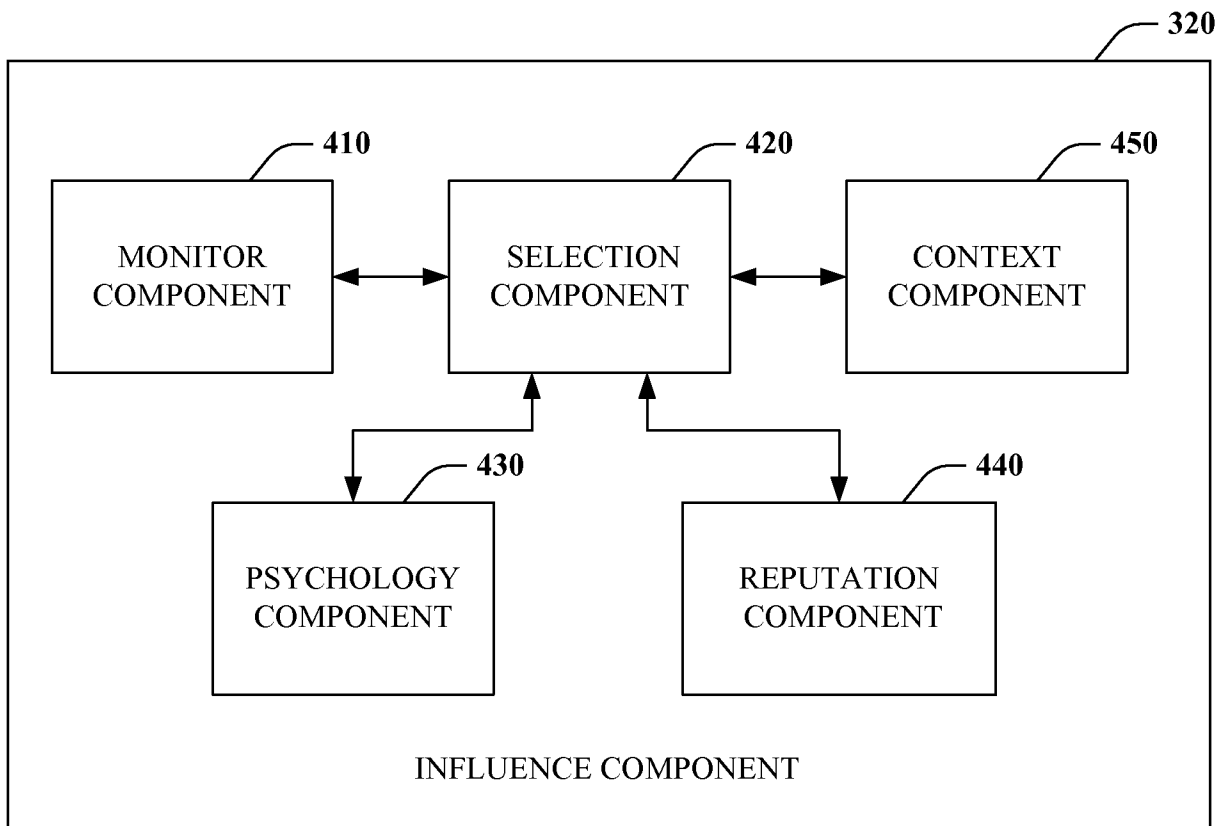 320
410
420
450
MONITOR
COMPONENT
SELECTION
COMPONENT
CONTEXT
COMPONENT
430
440
PSYCHOLOGY
COMPONENT
REPUTATION
COMPONENT
INFLUENCE COMPONENT